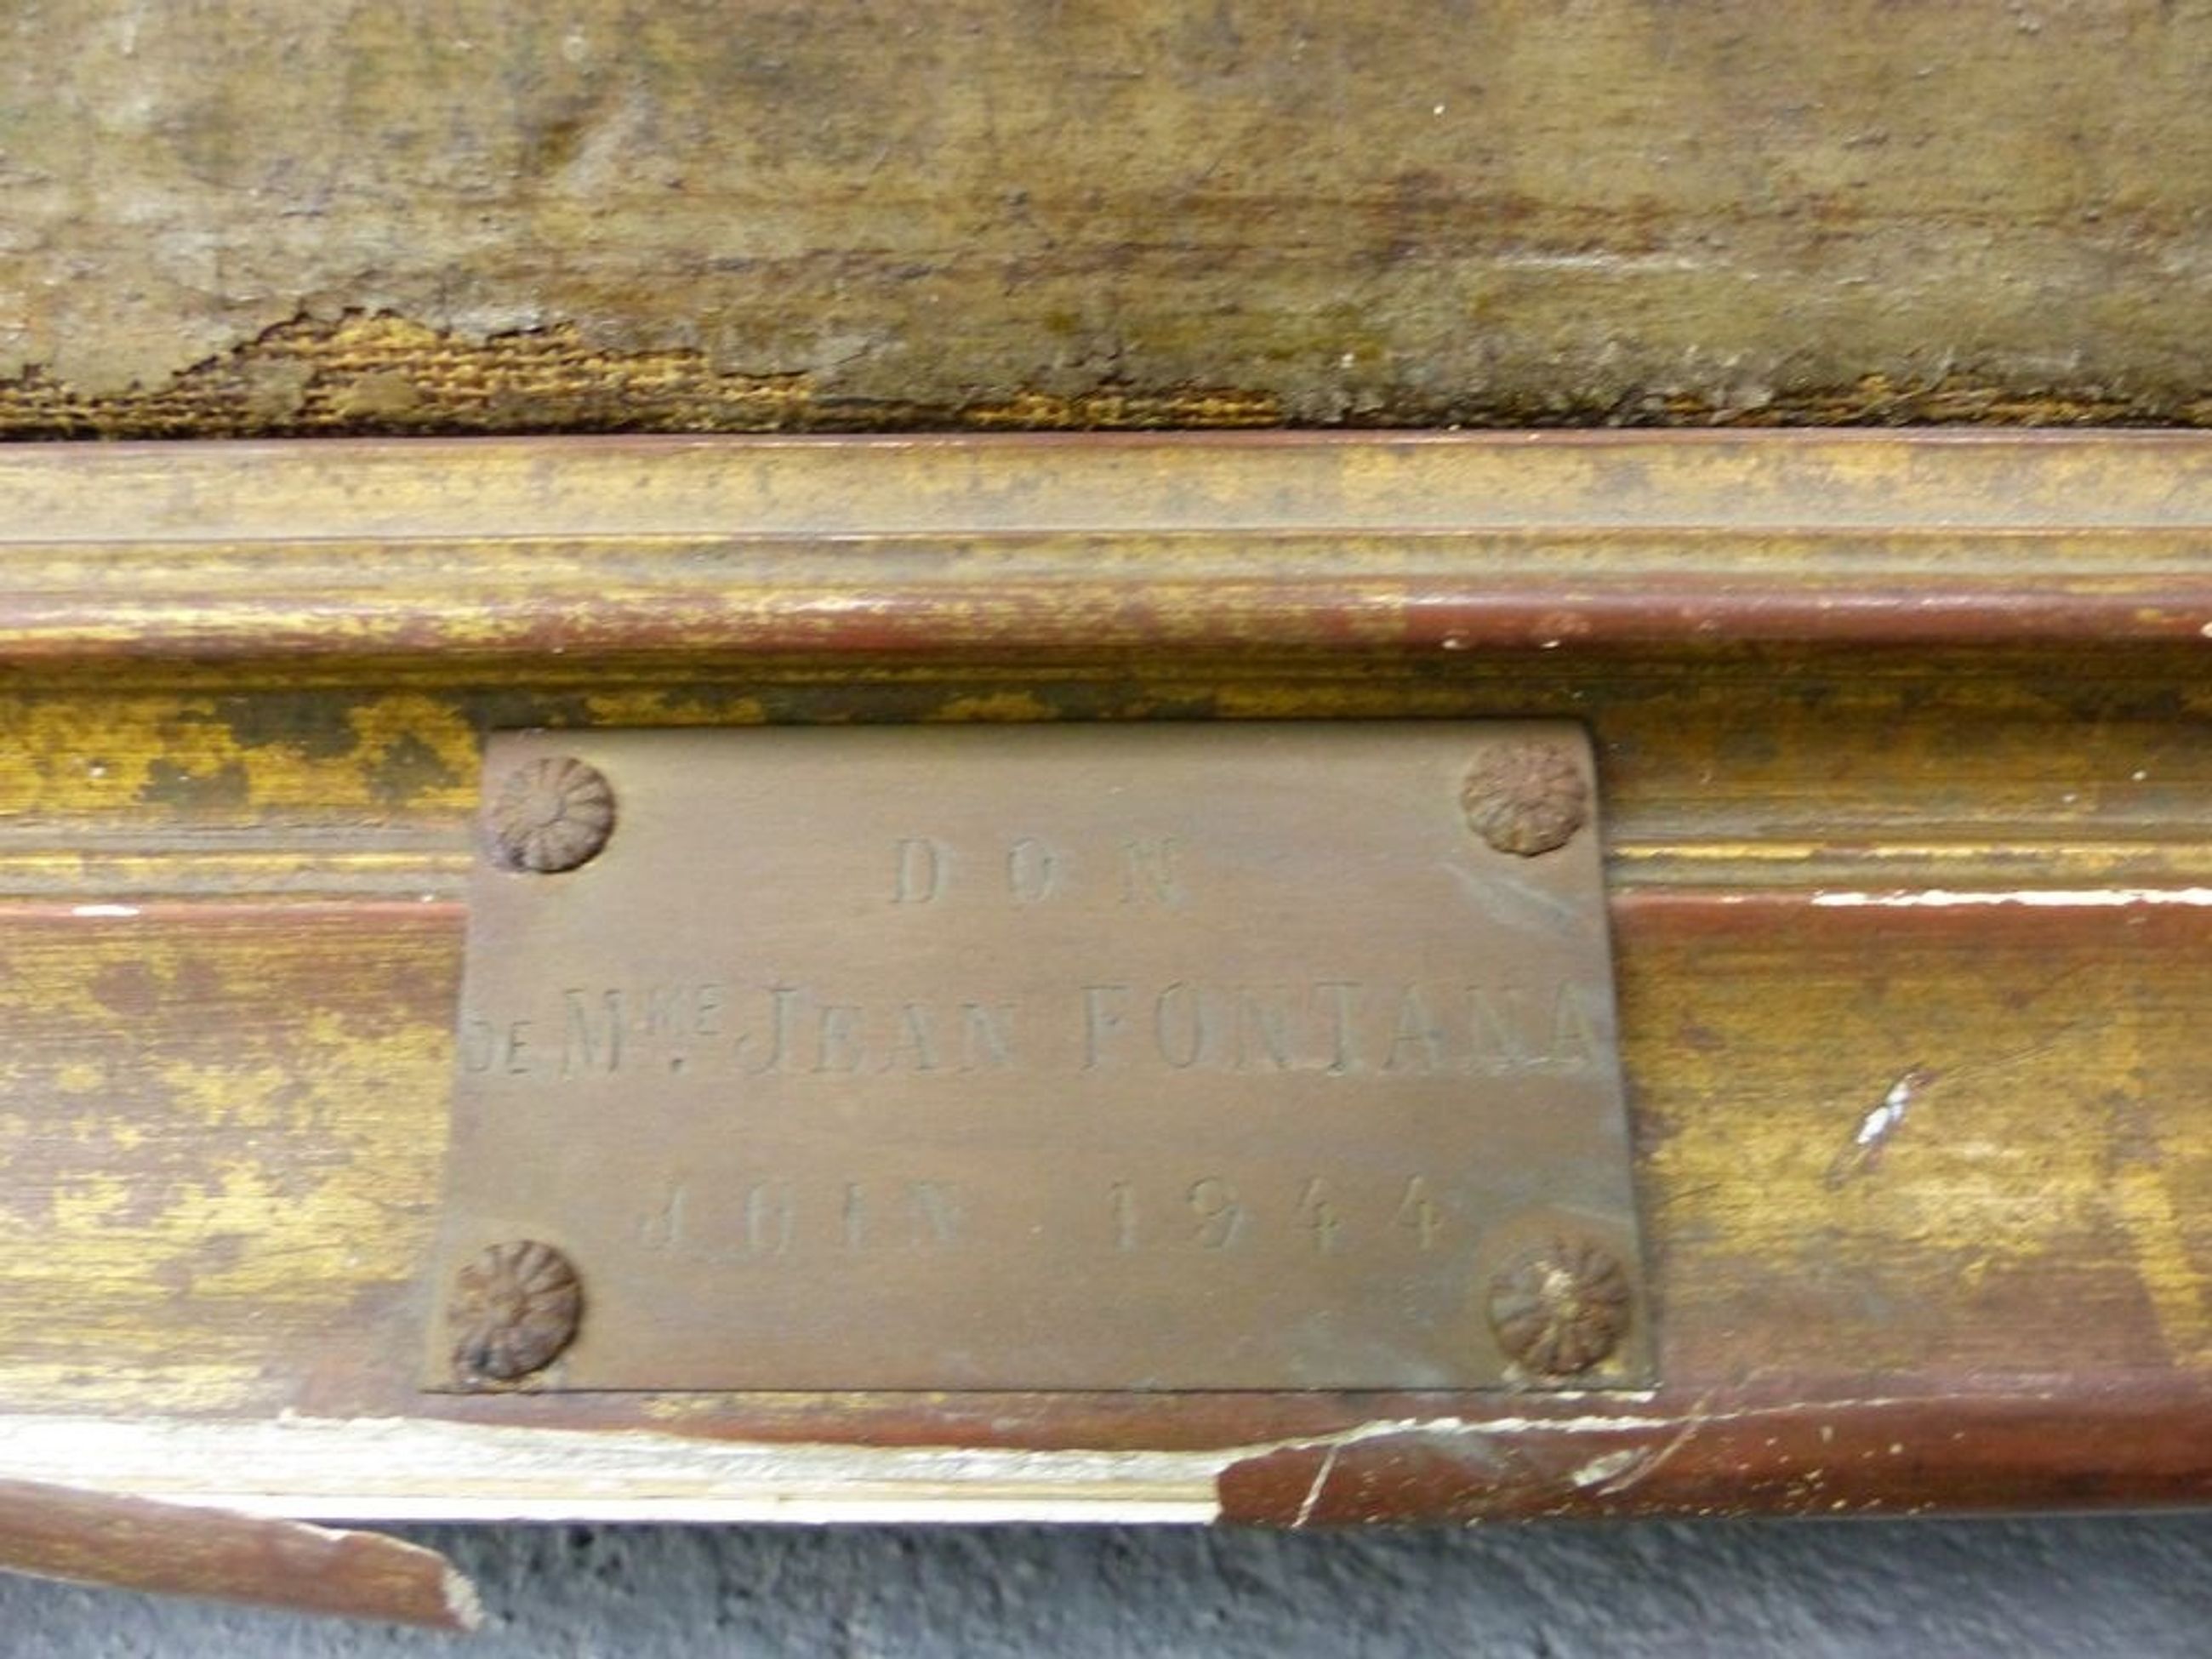 DON
DE Mme. JEAN FONTANA
JUIN 1944